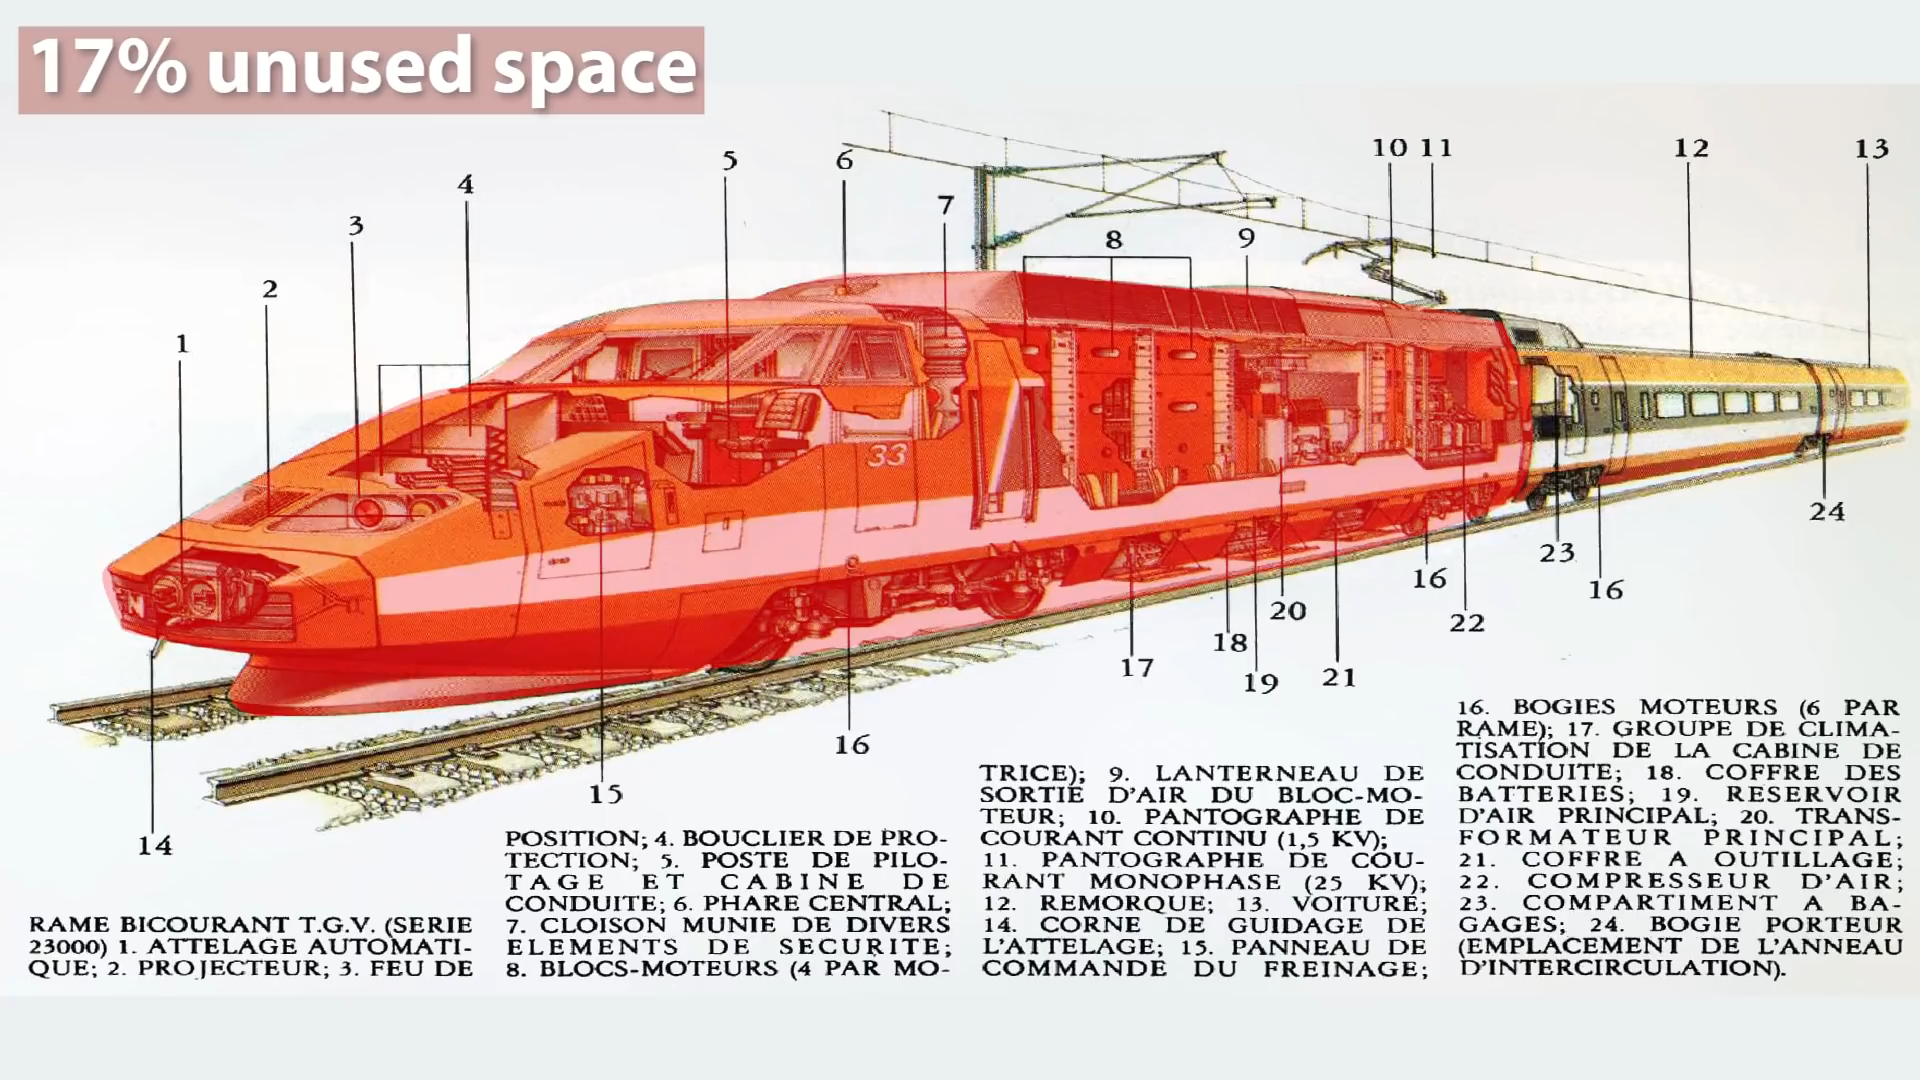 17% unused space
1
2
3
4
5
6
7
8
9
10 11
12
13
33
14
15
16
17
18
19
20
21
16
22
23
16
24
RAME BICOURANT T.G.V. (SERIE
23000) 1. ATTELAGE AUTOMATI-
QUE; 2. PROJECTEUR; 3. FEU DE
POSITION; 4. BOUCLIER DE PRO-
TECTION; 5. POSTE DE PILO-
TAGE ET CABINE DE
CONDUITE; 6. PHARE CENTRAL;
7. CLOISON MUNIE DE DIVERS
ELEMENTS DE SECURITE;
8. BLOCS-MOTEURS (4 PAR MO-
TRICE); 9. LANTERNEAU DE
SORTIE D'AIR DU BLOC-MO-
TEUR; 10. PANTOGRAPHE DE
COURANT CONTINU (1,5 KV);
11. PANTOGRAPHE DE COU-
RANT MONOPHASE (25 KV);
12. REMORQUE; 13. VOITURE;
14. CORNE DE GUIDAGE DE
L'ATTELAGE; 15. PANNEAU DE
COMMANDE DU FREINAGE;
16. BOGIES MOTEURS (6 PAR
RAME); 17. GROUPE DE CLIMA-
TISATION DE LA CABINE DE
CONDUITE; 18. COFFRE DES
BATTERIES; 19. RESERVOIR
D'AIR PRINCIPAL; 20. TRANS-
FORMATEUR PRINCIPAL;
21. COFFRE A OUTILLAGE;
22. COMPRESSEUR D'AIR;
23. COMPARTIMENT A BA-
GAGES; 24. BOGIE PORTEUR
(EMPLACEMENT DE L'ANNEAU
D'INTERCIRCULATION).